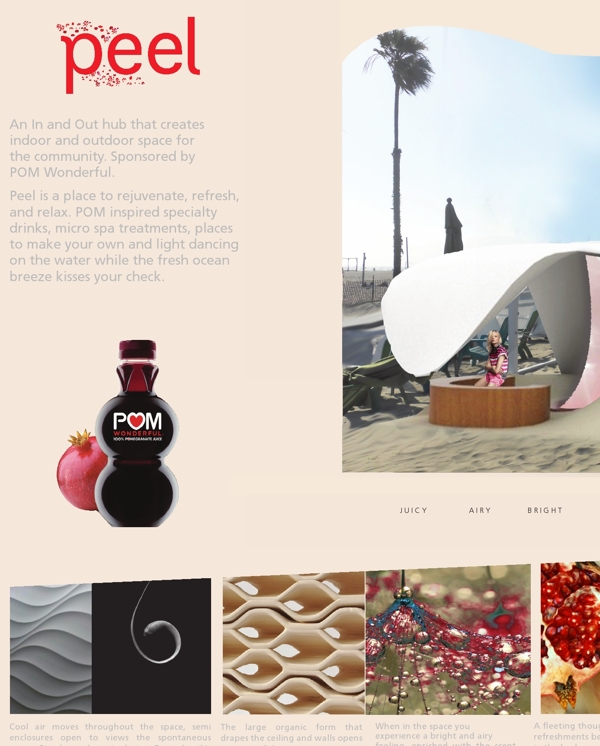 peel
An In and Out hub that creates
indoor and outdoor space for
the community. Sponsored by
POM Wonderful.
Peel is a place to rejuvenate, refresh,
and relax. POM inspired specialty
drinks, micro spa treatments, places
to make your own and light dancing
on the water while the fresh ocean
breeze kisses your check.
POM
WONDERFUL
100% POMEGRANATE JUICE
JUICY AIRY BRIGHT
Cool air moves throughout the space, semi
enclosures open to views the spontaneous
The large organic form that
drapes the ceiling and walls opens
When in the space you
experience a bright and airy
feeling, enriched with the scent
A fleeting thou
refreshments be